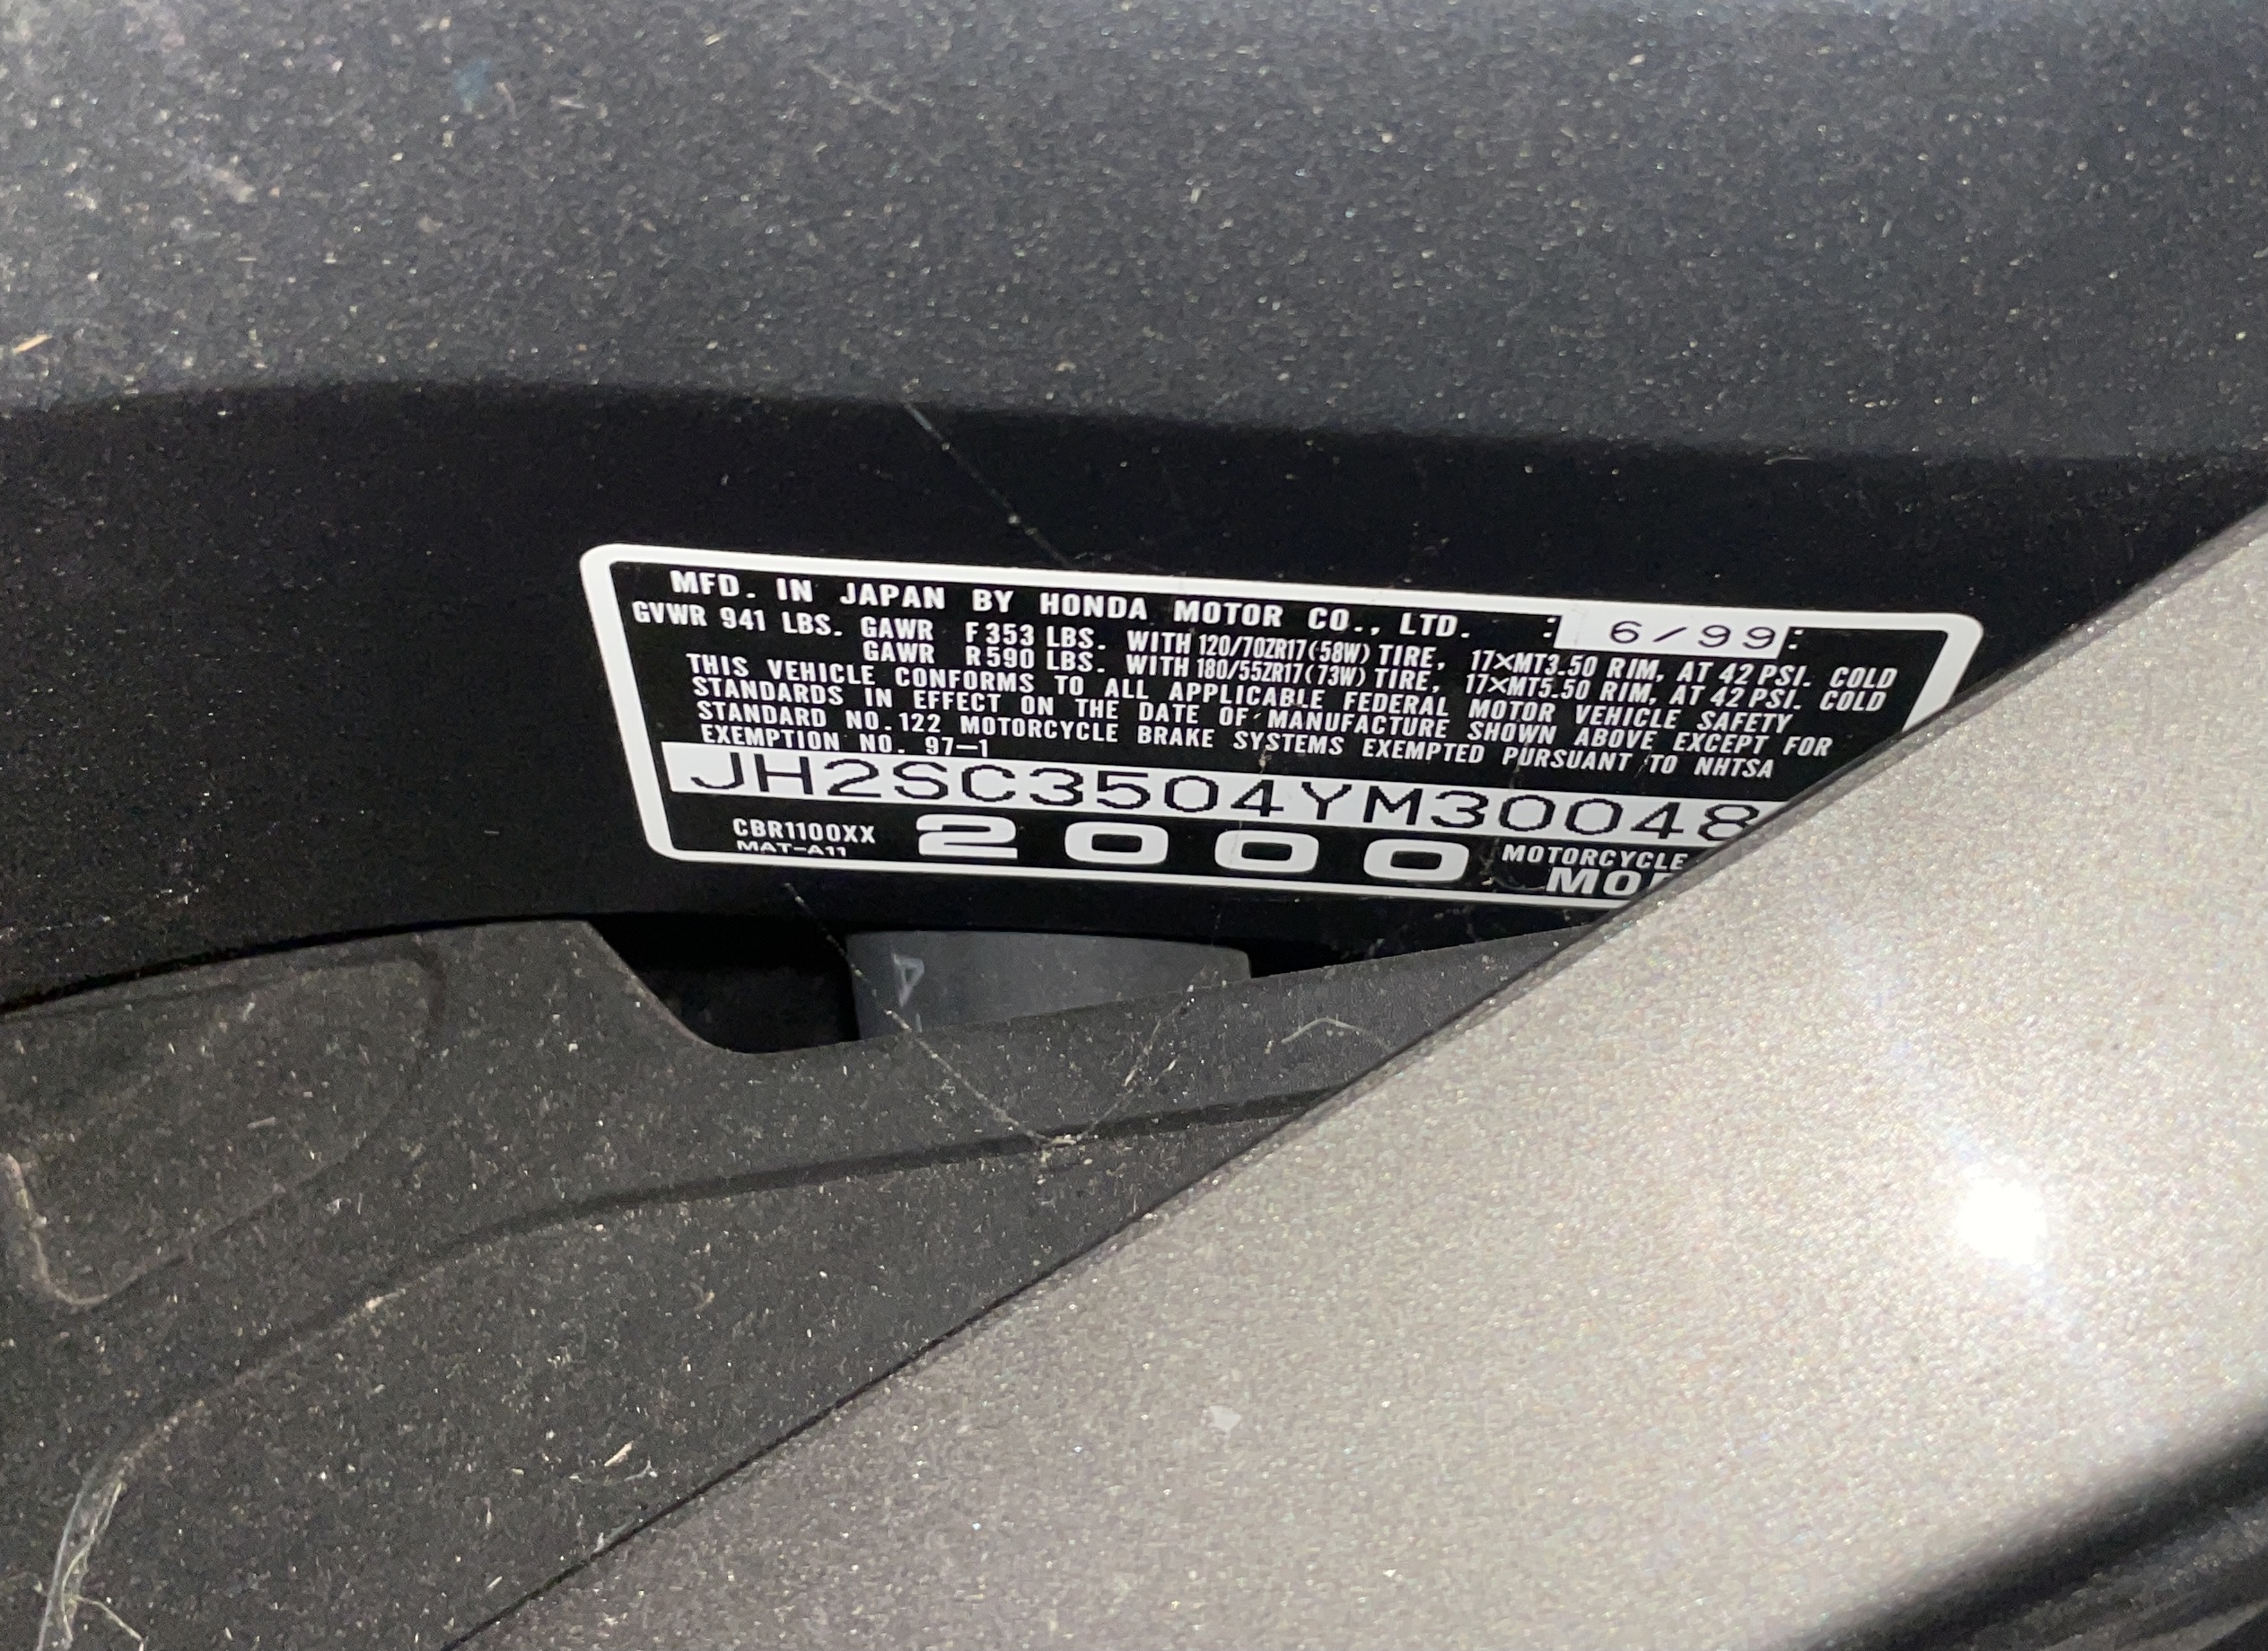 MFD. IN JAPAN BY HONDA MOTOR CO., LTD. : 6/99:
GVWR 941 LBS. GAWR F353 LBS. WITH 120/70ZR17(58W) TIRE, 17×MT3.50 RIM, AT 42 PSI. COLD
GAWR R590 LBS. WITH 180/55ZR17(73W) TIRE, 17×MT5.50 RIM, AT 42 PSI. COLD
THIS VEHICLE CONFORMS TO ALL APPLICABLE FEDERAL MOTOR VEHICLE SAFETY
STANDARDS IN EFFECT ON THE DATE OF MANUFACTURE SHOWN ABOVE EXCEPT FOR
STANDARD NO.122 MOTORCYCLE BRAKE SYSTEMS EXEMPTED PURSUANT TO NHTSA
EXEMPTION NO. 97-1
JH2SC3504YM30048
CBR1100XX 2000 MOTORCYCLE
MAT-A11